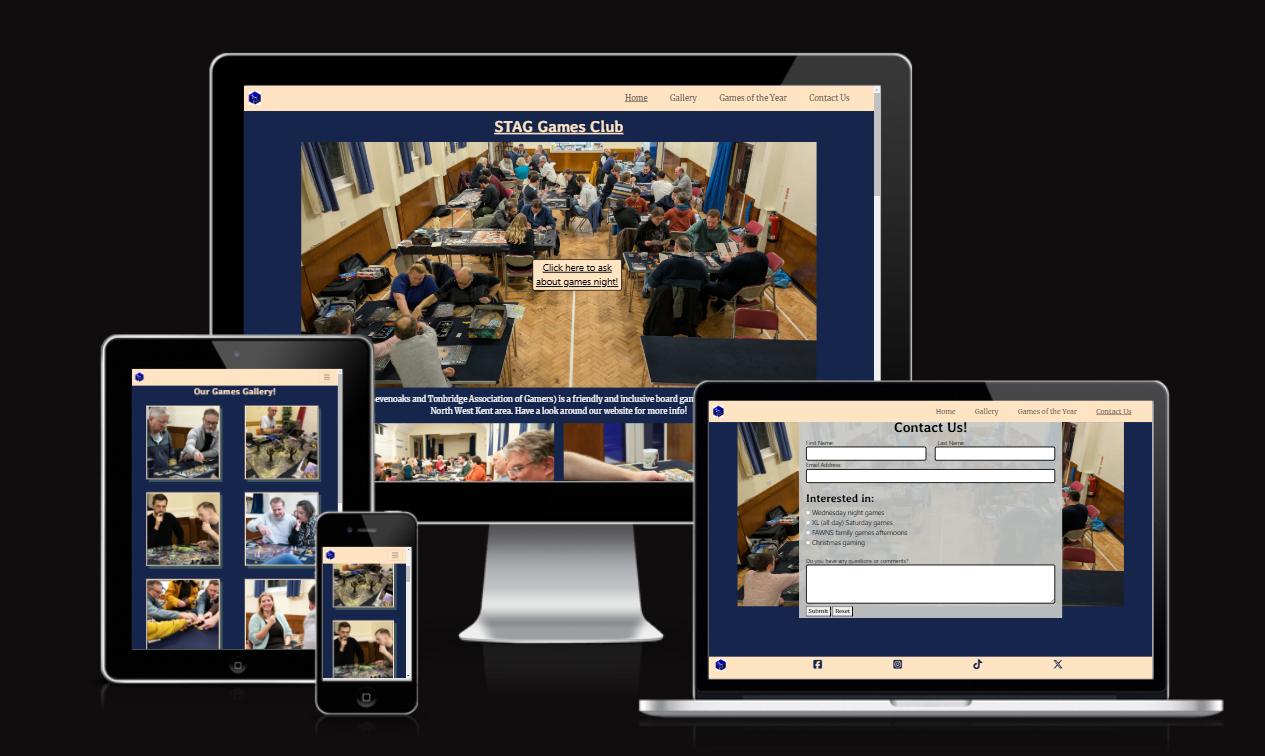 Home Gallery Games of the Year Contact Us
STAG Games Club
Click here to ask
about games night!
evenoaks and Tonbridge Association of Gamers) is a friendly and inclusive board gam
North West Kent area. Have a look around our website for more info!
Our Games Gallery!
Home Gallery Games of the Year Contact Us
Contact Us!
First Name: Last Name:
Email Address:
Interested in:
Wednesday night games
XL (all day) Saturday games
FAWNS family games afternoons
Christmas gaming
Do you have any questions or comments?
Submit Reset